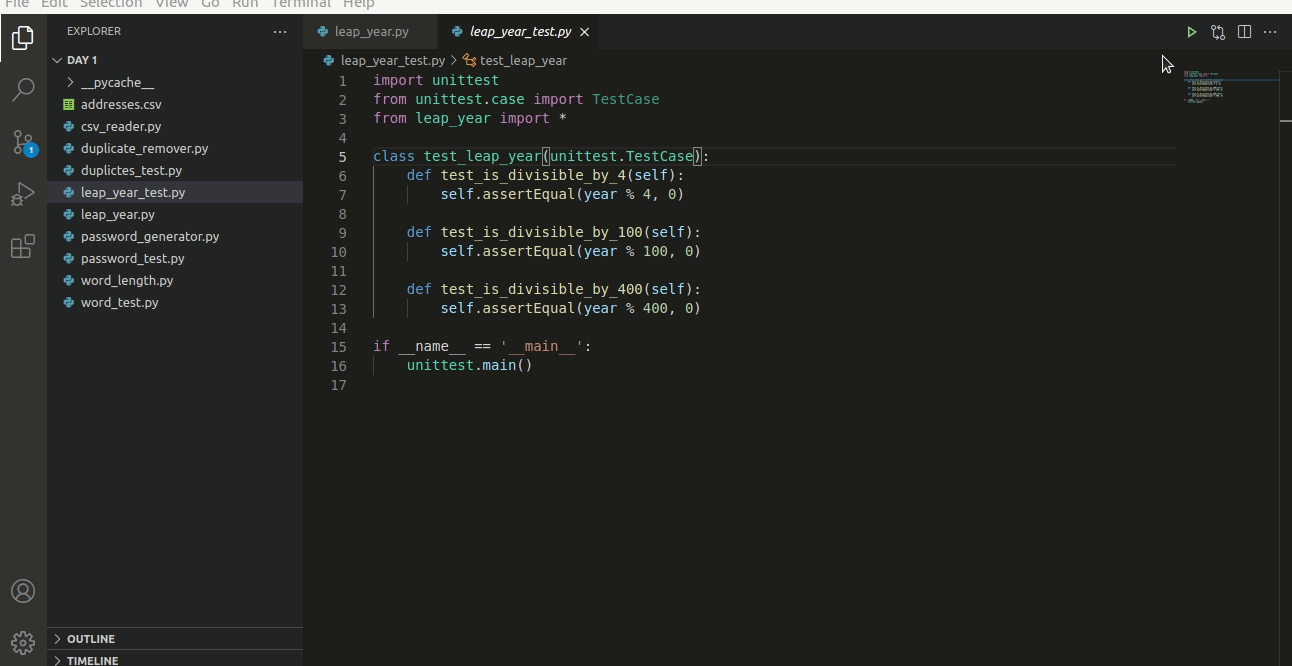 File Edit Selection View Go Run Terminal Help
EXPLORER
DAY 1
__pycache__
addresses.csv
csv_reader.py
duplicate_remover.py
duplictes_test.py
leap_year_test.py
leap_year.py
password_generator.py
password_test.py
word_length.py
word_test.py
OUTLINE
TIMELINE
1
leap_year.py leap_year_test.py
leap_year_test.py > test_leap_year
1 import unittest
2 from unittest.case import TestCase
3 from leap_year import *
4
5 class test_leap_year(unittest.TestCase):
6 def test_is_divisible_by_4(self):
7 self.assertEqual(year % 4, 0)
8
9 def test_is_divisible_by_100(self):
10 self.assertEqual(year % 100, 0)
11
12 def test_is_divisible_by_400(self):
13 self.assertEqual(year % 400, 0)
14
15 if __name__ == '__main__':
16 unittest.main()
17